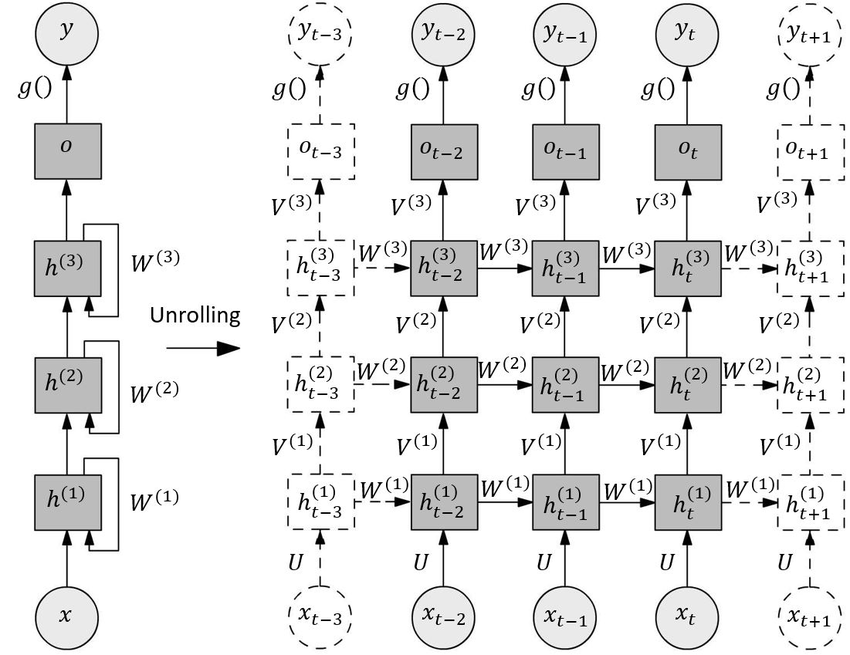 y y_{t−3} y_{t−2} y_{t−1} y_t y_{t+1}
g() g() g() g() g() g()
o o_{t−3} o_{t−2} o_{t−1} o_t o_{t+1}
V^{(3)} V^{(3)} V^{(3)} V^{(3)} V^{(3)}
W^{(3)} W^{(3)} W^{(3)} W^{(3)}
h^{(3)} W^{(3)} h_{t−3}^{(3)} h_{t−2}^{(3)} h_{t−1}^{(3)} h_t^{(3)} h_{t+1}^{(3)}
Unrolling
V^{(2)} V^{(2)} V^{(2)} V^{(2)} V^{(2)}
W^{(2)} W^{(2)} W^{(2)} W^{(2)}
h^{(2)} W^{(2)} h_{t−3}^{(2)} h_{t−2}^{(2)} h_{t−1}^{(2)} h_t^{(2)} h_{t+1}^{(2)}
V^{(1)} V^{(1)} V^{(1)} V^{(1)} V^{(1)}
W^{(1)} W^{(1)} W^{(1)} W^{(1)}
h^{(1)} W^{(1)} h_{t−3}^{(1)} h_{t−2}^{(1)} h_{t−1}^{(1)} h_t^{(1)} h_{t+1}^{(1)}
U U U U U
x x_{t−3} x_{t−2} x_{t−1} x_t x_{t+1}